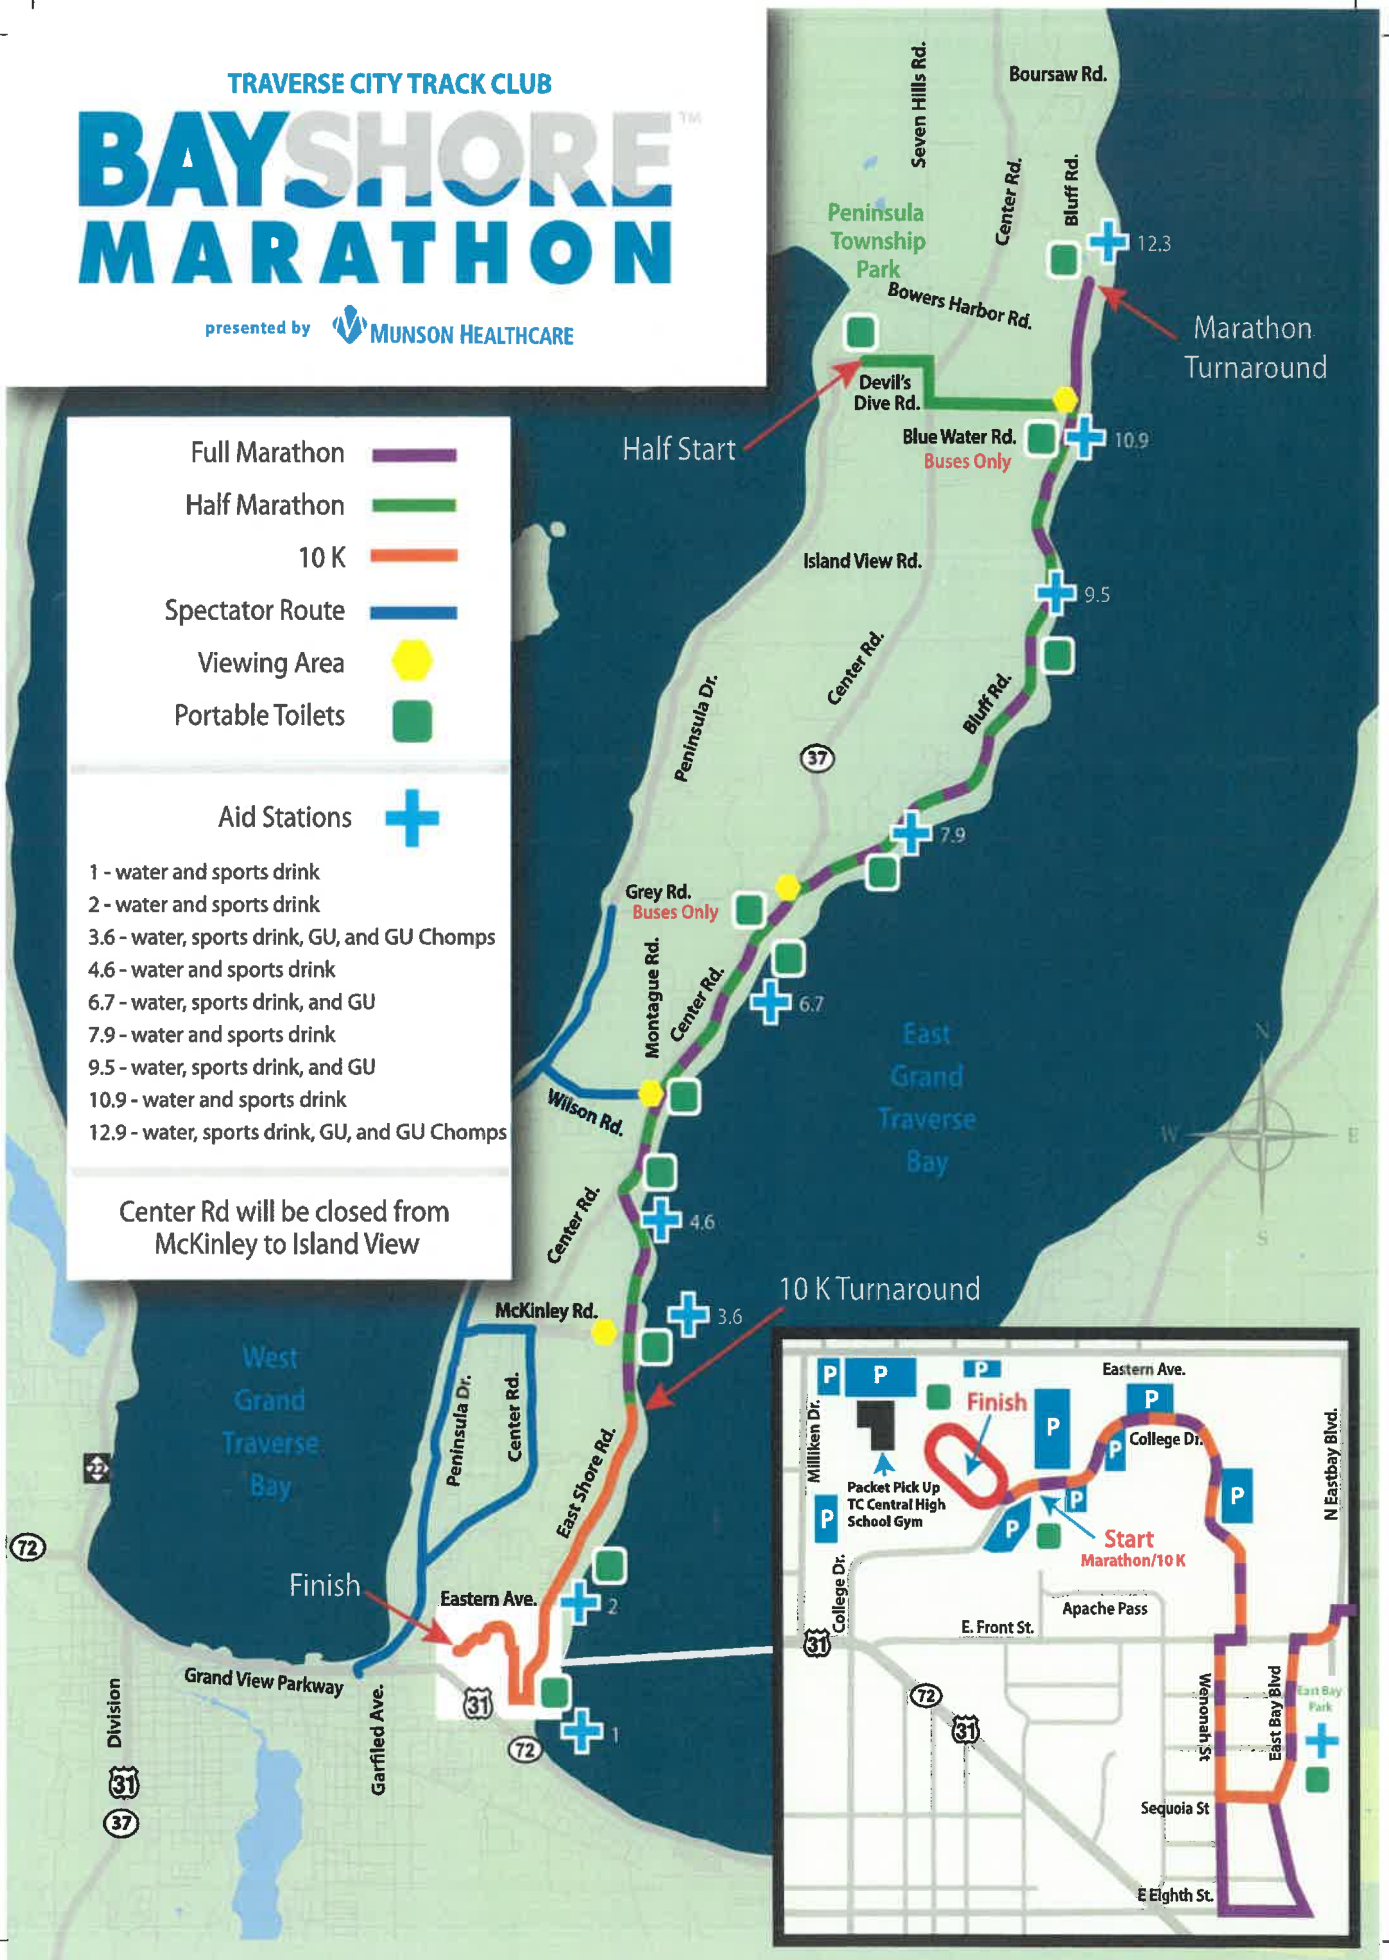 TRAVERSE CITY TRACK CLUB
BAYSHORE™
MARATHON
presented by MUNSON HEALTHCARE
Full Marathon
Half Marathon
10 K
Spectator Route
Viewing Area
Portable Toilets
Aid Stations
1 - water and sports drink
2 - water and sports drink
3.6 - water, sports drink, GU, and GU Chomps
4.6 - water and sports drink
6.7 - water, sports drink, and GU
7.9 - water and sports drink
9.5 - water, sports drink, and GU
10.9 - water and sports drink
12.9 - water, sports drink, GU, and GU Chomps
Center Rd will be closed from
McKinley to Island View
Seven Hills Rd.
Boursaw Rd.
Center Rd.
Bluff Rd.
12.3
Peninsula
Township
Park
Bowers Harbor Rd.
Marathon
Turnaround
Devil's
Dive Rd.
Half Start
Blue Water Rd.
Buses Only
10.9
Island View Rd.
9.5
Center Rd.
Peninsula Dr.
Bluff Rd.
37
7.9
Grey Rd.
Buses Only
Montague Rd.
Center Rd.
6.7
East
Grand
Traverse
Bay
N
W
E
S
Wilson Rd.
Center Rd.
4.6
10 K Turnaround
McKinley Rd.
3.6
West
Grand
Traverse
Bay
Peninsula Dr.
Center Rd.
East Shore Rd.
22
72
Finish
Eastern Ave.
2
Grand View Parkway
31
72
1
Division
31
37
Garfiled Ave.
P
P
P
Eastern Ave.
Finish
P
P
Milliken Dr.
College Dr.
P
N Eastbay Blvd.
Packet Pick Up
TC Central High
School Gym
P
P
P
P
Start
Marathon/10 K
College Dr.
Apache Pass
E. Front St.
31
72
31
Wenonah St
East Bay Blvd
East Bay
Park
Sequoia St
E Eighth St.